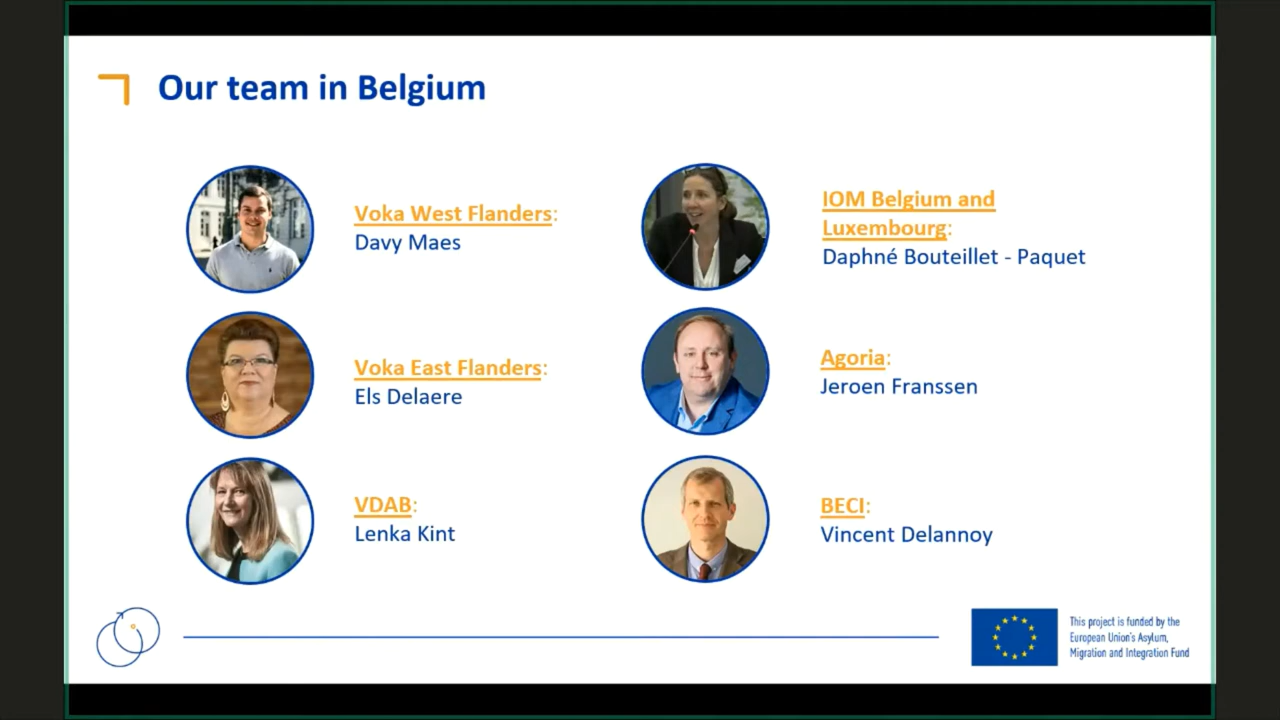 Our team in Belgium
Voka West Flanders:
Davy Maes
IOM Belgium and
Luxembourg:
Daphné Bouteillet - Paquet
Voka East Flanders:
Els Delaere
Agoria:
Jeroen Franssen
VDAB:
Lenka Kint
BECI:
Vincent Delannoy
This project is funded by the
European Union's Asylum,
Migration and Integration Fund